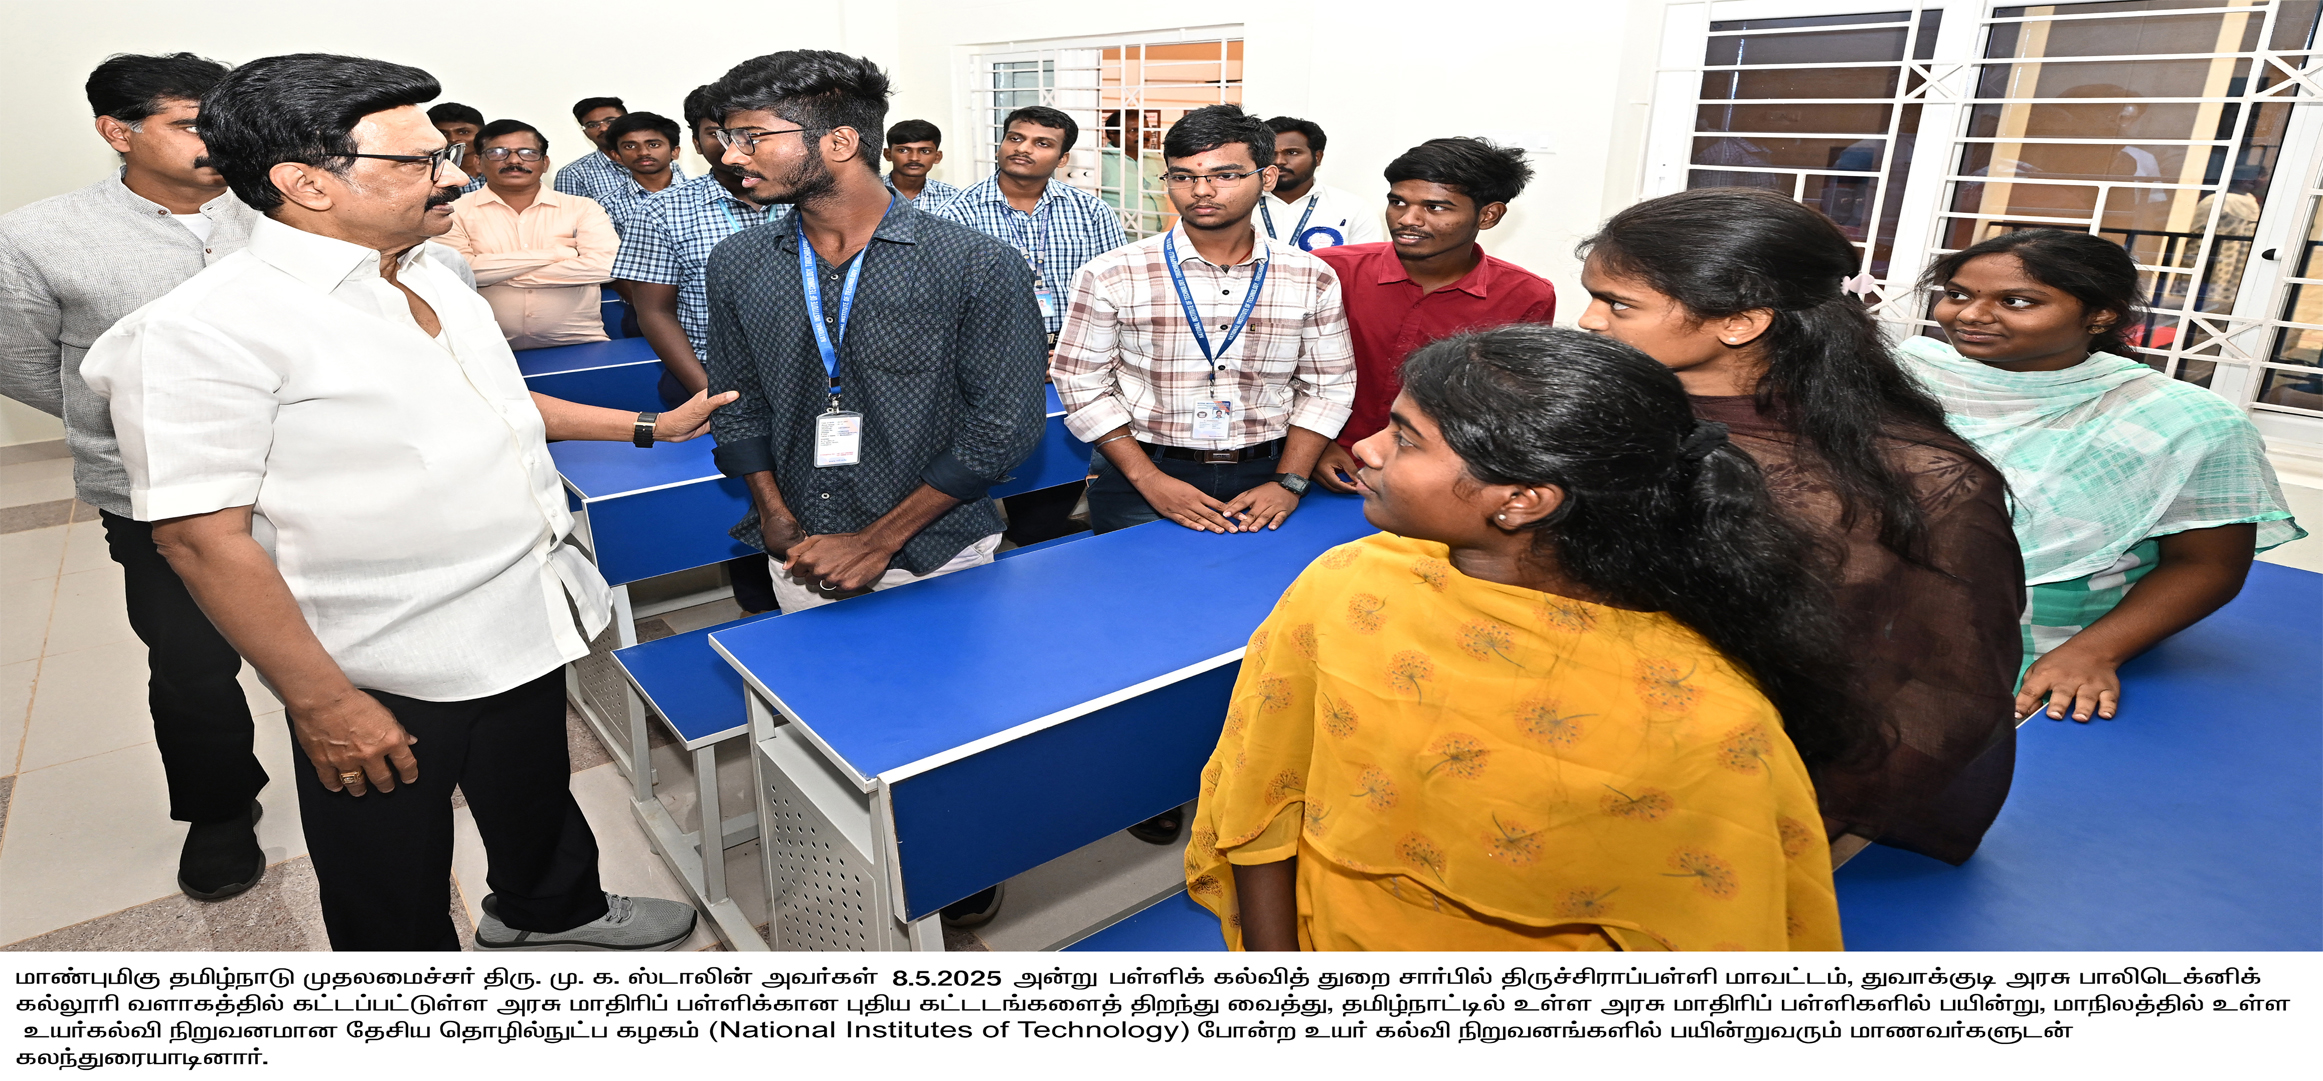 மாண்புமிகு தமிழ்நாடு முதலமைச்சர் திரு. மு. க. ஸ்டாலின் அவர்கள் 8.5.2025 அன்று பள்ளிக் கல்வித் துறை சார்பில் திருச்சிராப்பள்ளி மாவட்டம், துவாக்குடி அரசு பாலிடெக்னிக்
கல்லூரி வளாகத்தில் கட்டப்பட்டுள்ள அரசு மாதிரிப் பள்ளிக்கான புதிய கட்டடங்களைத் திறந்து வைத்து, தமிழ்நாட்டில் உள்ள அரசு மாதிரிப் பள்ளிகளில் பயின்று, மாநிலத்தில் உள்ள
உயர்கல்வி நிறுவனமான தேசிய தொழில்நுட்ப கழகம் (National Institutes of Technology) போன்ற உயர் கல்வி நிறுவனங்களில் பயின்றுவரும் மாணவர்களுடன்
கலந்துரையாடினார்.